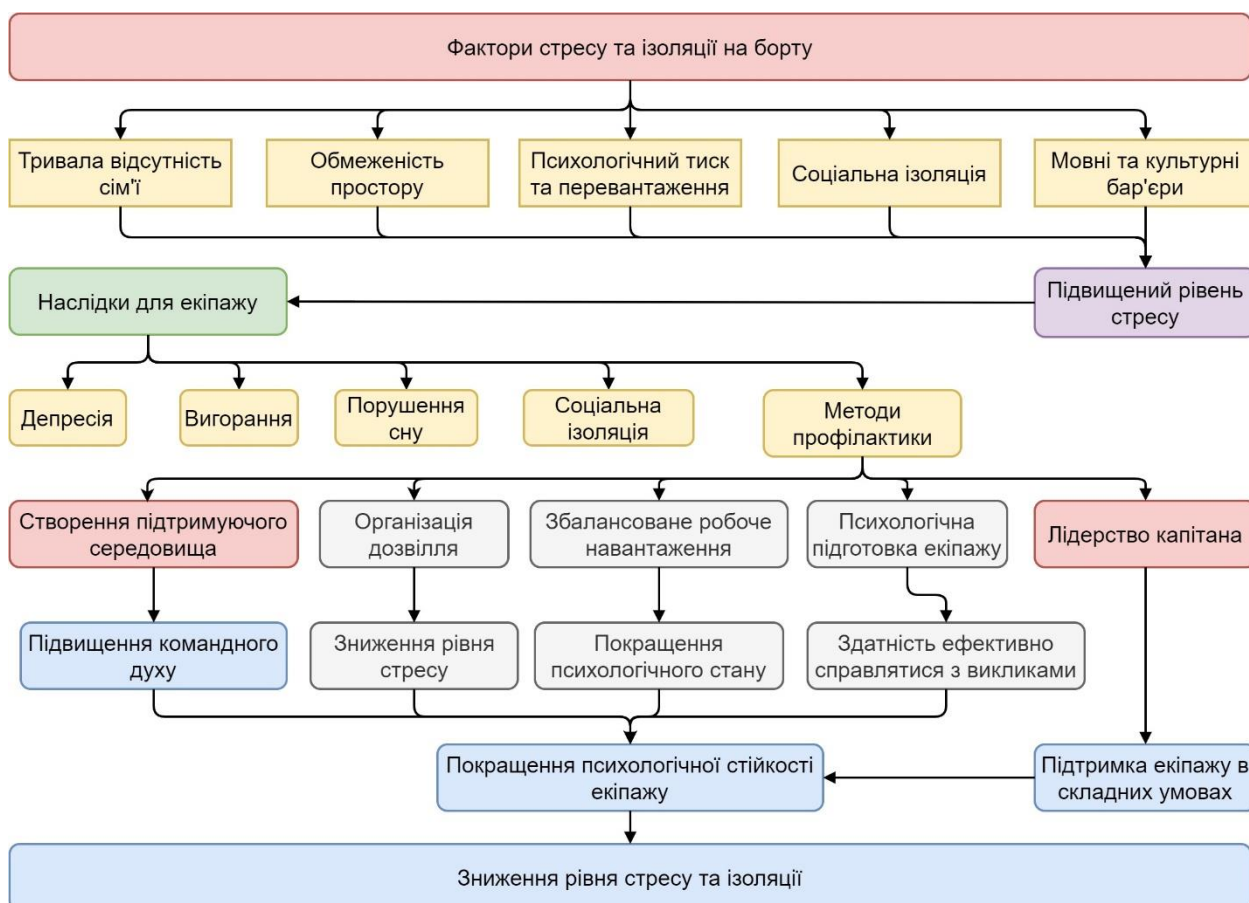 Фактори стресу та ізоляції на борту
Тривала відсутність
сім'ї
Обмеженість
простору
Психологічний тиск
та перевантаження
Соціальна ізоляція
Мовні та культурні
бар'єри
Наслідки для екіпажу
Підвищений рівень
стресу
Депресія
Вигорання
Порушення
сну
Соціальна
ізоляція
Методи
профілактики
Створення підтримуючого
середовища
Організація
дозвілля
Збалансоване робоче
навантаження
Психологічна
підготовка екіпажу
Лідерство капітана
Підвищення командного
духу
Зниження рівня
стресу
Покращення
психологічного стану
Здатність ефективно
справлятися з викликами
Покращення психологічної стійкості
екіпажу
Підтримка екіпажу в
складних умовах
Зниження рівня стресу та ізоляції